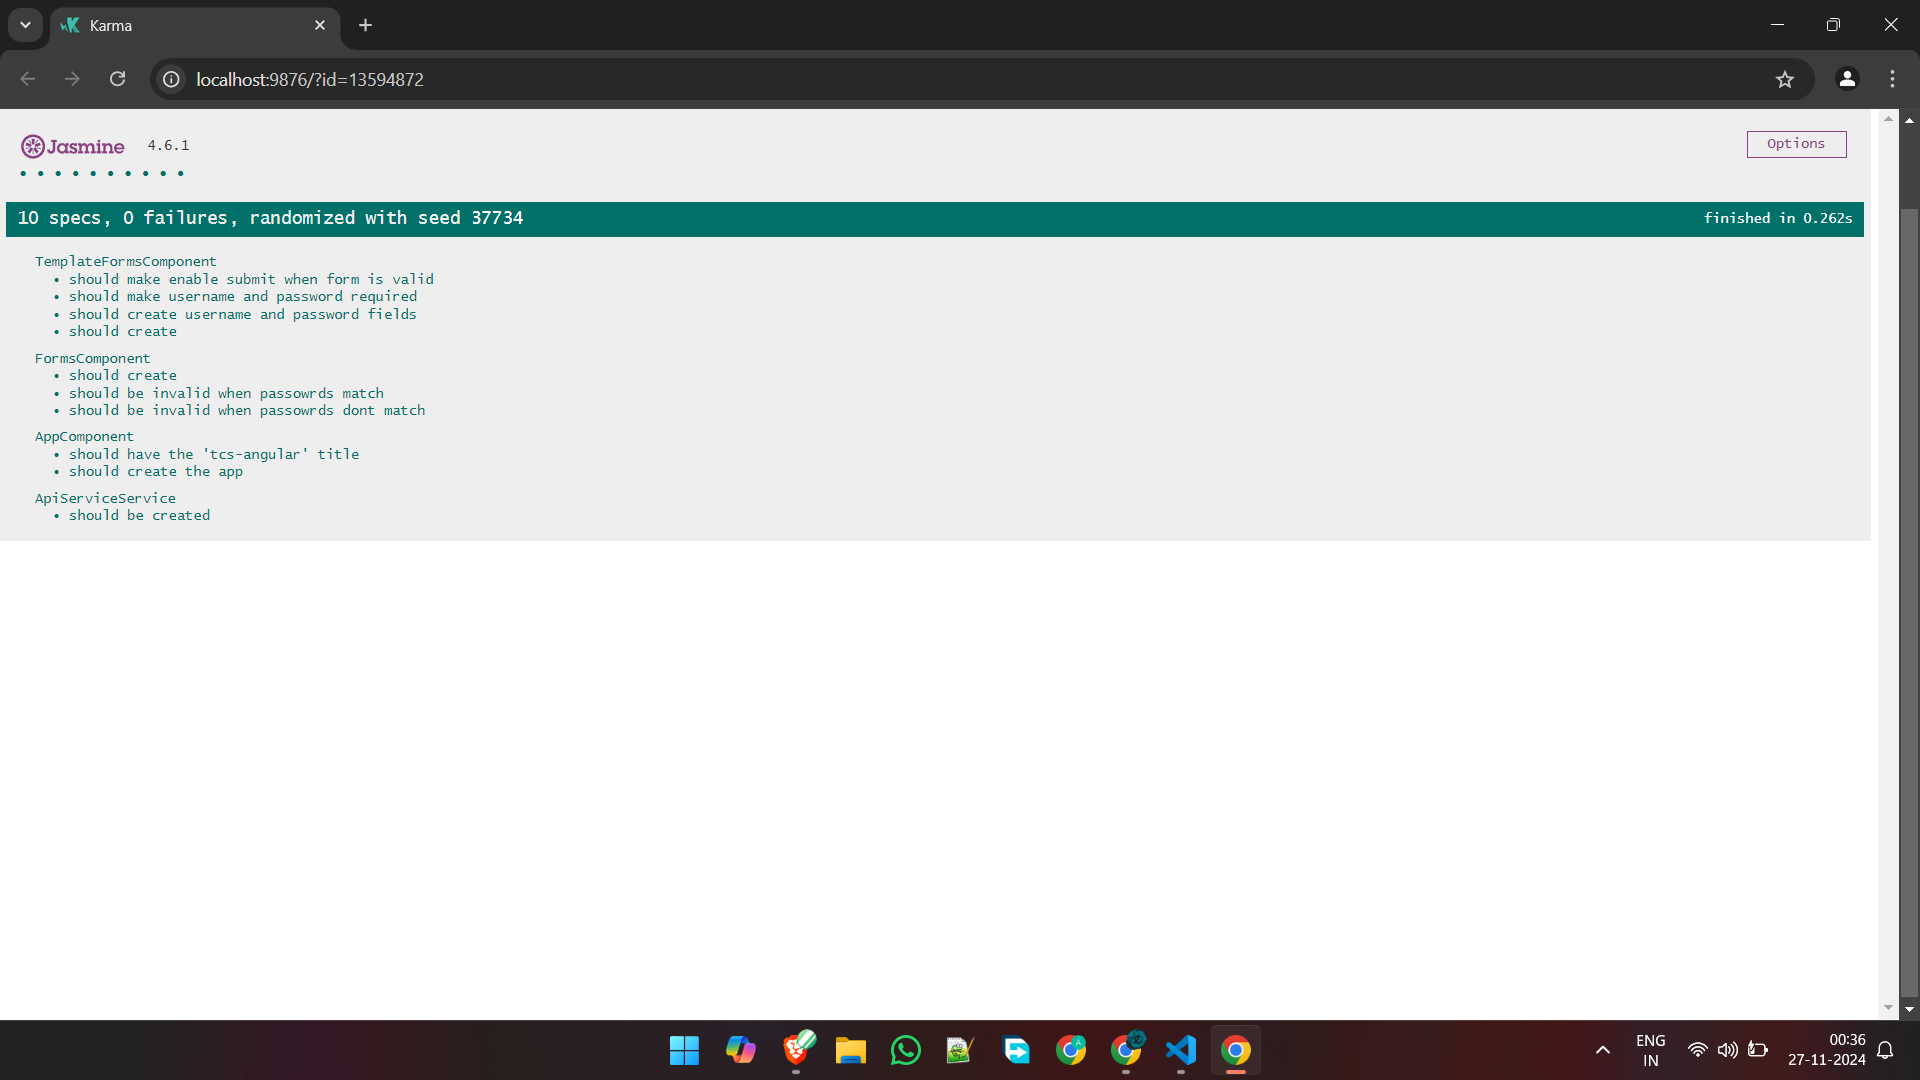 Karma
localhost:9876/?id=13594872
Jasmine 4.6.1
Options
• • • • • • • • • •
10 specs, 0 failures, randomized with seed 37734
finished in 0.262s
TemplateFormsComponent
• should make enable submit when form is valid
• should make username and password required
• should create username and password fields
• should create
FormsComponent
• should create
• should be invalid when passowrds match
• should be invalid when passowrds dont match
AppComponent
• should have the 'tcs-angular' title
• should create the app
ApiServiceService
• should be created
ENG
IN
00:36
27-11-2024